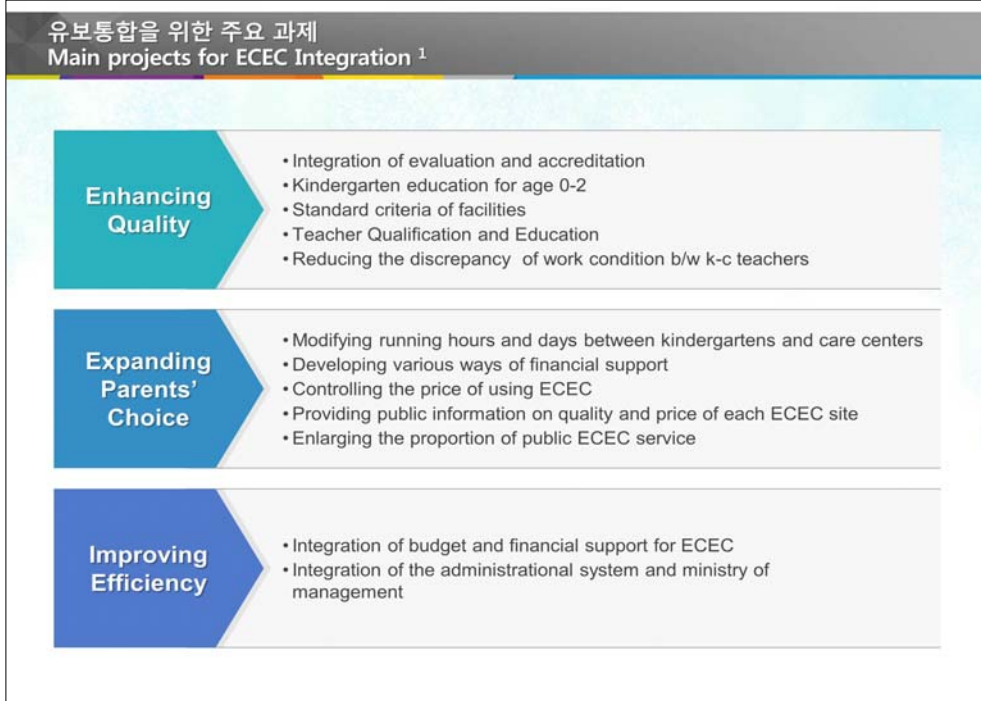 유보통합을 위한 주요 과제
Main projects for ECEC Integration ¹
Enhancing
Quality
• Integration of evaluation and accreditation
• Kindergarten education for age 0-2
• Standard criteria of facilities
• Teacher Qualification and Education
• Reducing the discrepancy of work condition b/w k-c teachers
Expanding
Parents'
Choice
• Modifying running hours and days between kindergartens and care centers
• Developing various ways of financial support
• Controlling the price of using ECEC
• Providing public information on quality and price of each ECEC site
• Enlarging the proportion of public ECEC service
Improving
Efficiency
• Integration of budget and financial support for ECEC
• Integration of the administrational system and ministry of
management